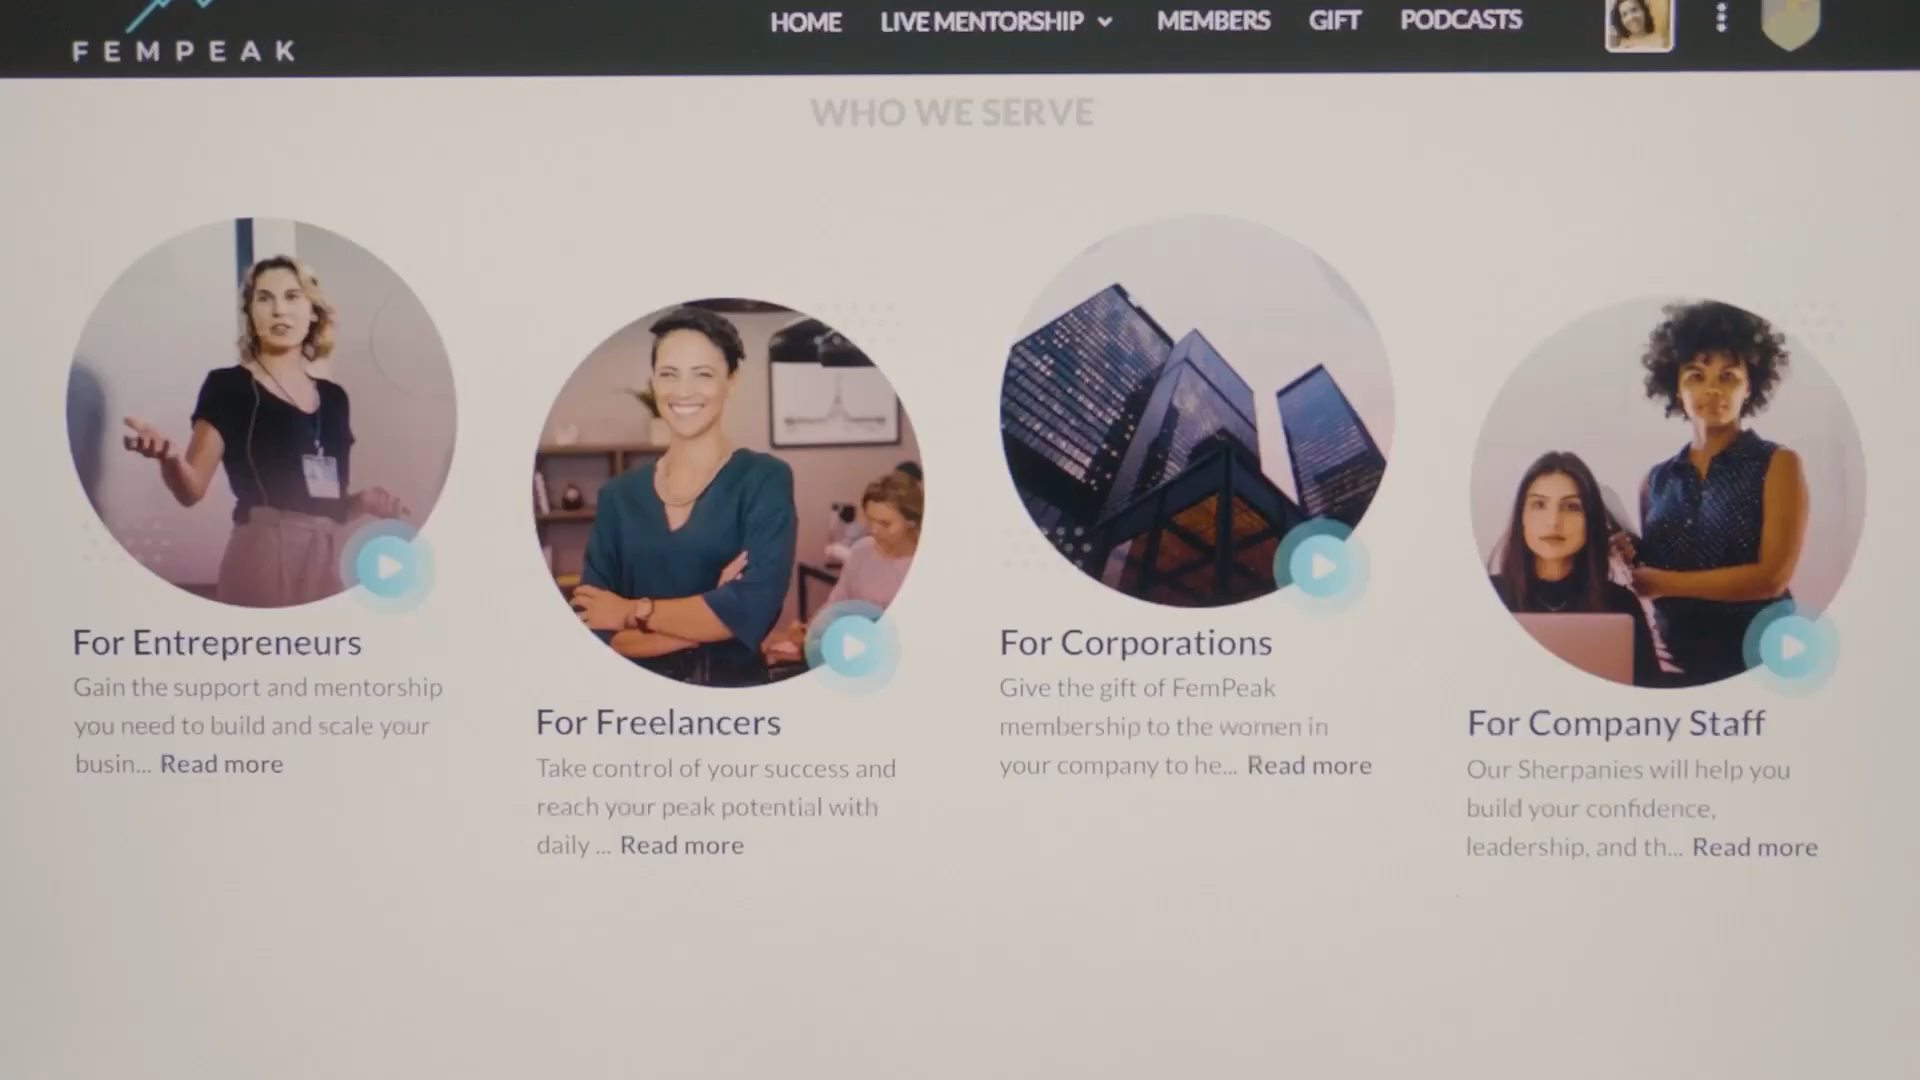 FEMPEAK
HOME LIVE MENTORSHIP MEMBERS GIFT PODCASTS
WHO WE SERVE
For Entrepreneurs
Gain the support and mentorship
you need to build and scale your
busin... Read more
For Freelancers
Take control of your success and
reach your peak potential with
daily ... Read more
For Corporations
Give the gift of FemPeak
membership to the women in
your company to he... Read more
For Company Staff
Our Sherpanies will help you
build your confidence,
leadership, and th... Read more